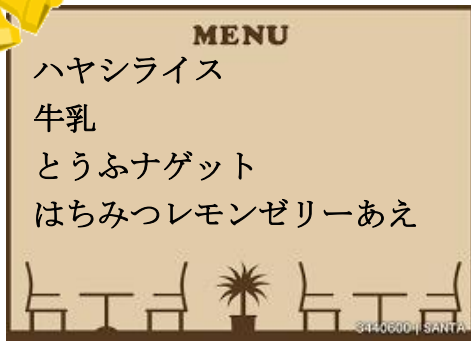 MENU
ハヤシライス
牛乳
とうふナゲット
はちみつレモンゼリーあえ
3440600 | SANTA